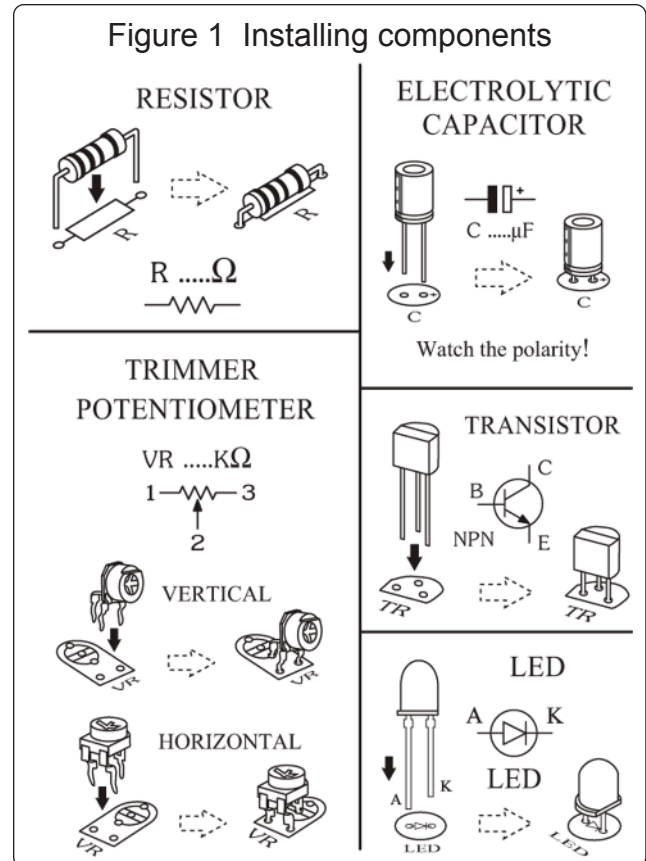 Figure 1 Installing components
RESISTOR
R
R
R .....Ω
TRIMMER
POTENTIOMETER
VR .....KΩ
1
3
2
VERTICAL
VR
VR
HORIZONTAL
VR
VR
ELECTROLYTIC
CAPACITOR
+
C .....µF
+
C
+
C
Watch the polarity!
TRANSISTOR
C
B
NPN
E
TR
TR
LED
A
K
LED
A
K
LED
LED